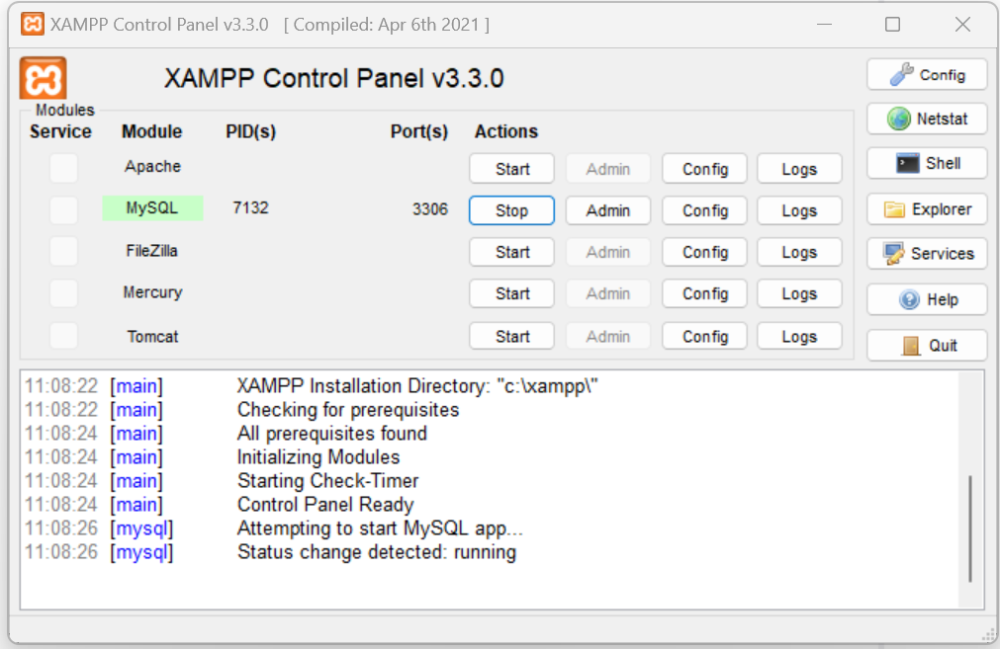 XAMPP Control Panel v3.3.0 [ Compiled: Apr 6th 2021 ]
XAMPP Control Panel v3.3.0
Config
Modules
Service Module PID(s) Port(s) Actions
Netstat
Apache Start Admin Config Logs
Shell
MySQL 7132 3306 Stop Admin Config Logs
Explorer
FileZilla Start Admin Config Logs
Services
Mercury Start Admin Config Logs
Help
Tomcat Start Admin Config Logs
Quit
11:08:22 [main] XAMPP Installation Directory: "c:\xampp\"
11:08:22 [main] Checking for prerequisites
11:08:24 [main] All prerequisites found
11:08:24 [main] Initializing Modules
11:08:24 [main] Starting Check-Timer
11:08:24 [main] Control Panel Ready
11:08:26 [mysql] Attempting to start MySQL app...
11:08:26 [mysql] Status change detected: running